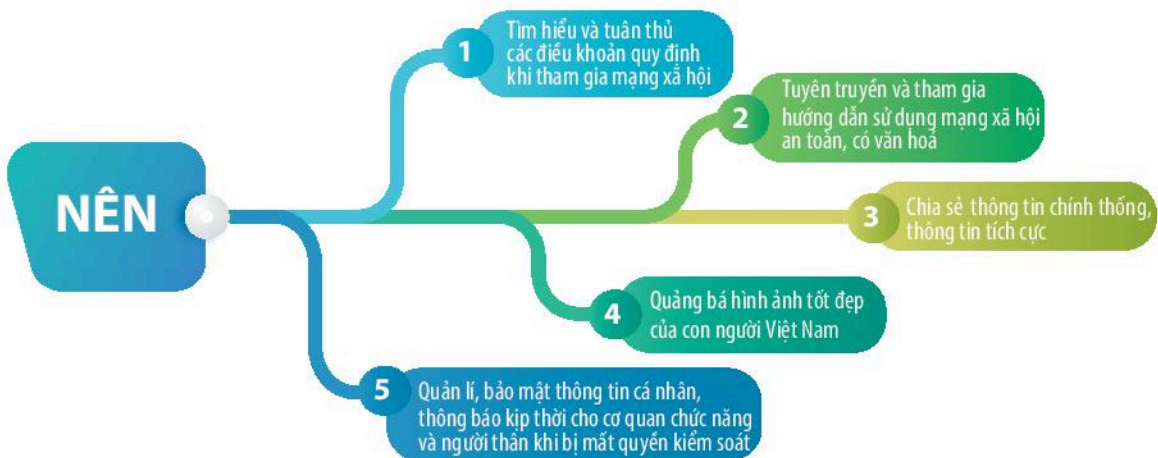 NÊN
1
Tìm hiểu và tuân thủ
các điều khoản quy định
khi tham gia mạng xã hội
2
Tuyên truyền và tham gia
hướng dẫn sử dụng mạng xã hội
an toàn, có văn hoá
3
Chia sẻ thông tin chính thống,
thông tin tích cực
4
Quảng bá hình ảnh tốt đẹp
của con người Việt Nam
5
Quản lí, bảo mật thông tin cá nhân,
thông báo kịp thời cho cơ quan chức năng
và người thân khi bị mất quyền kiểm soát